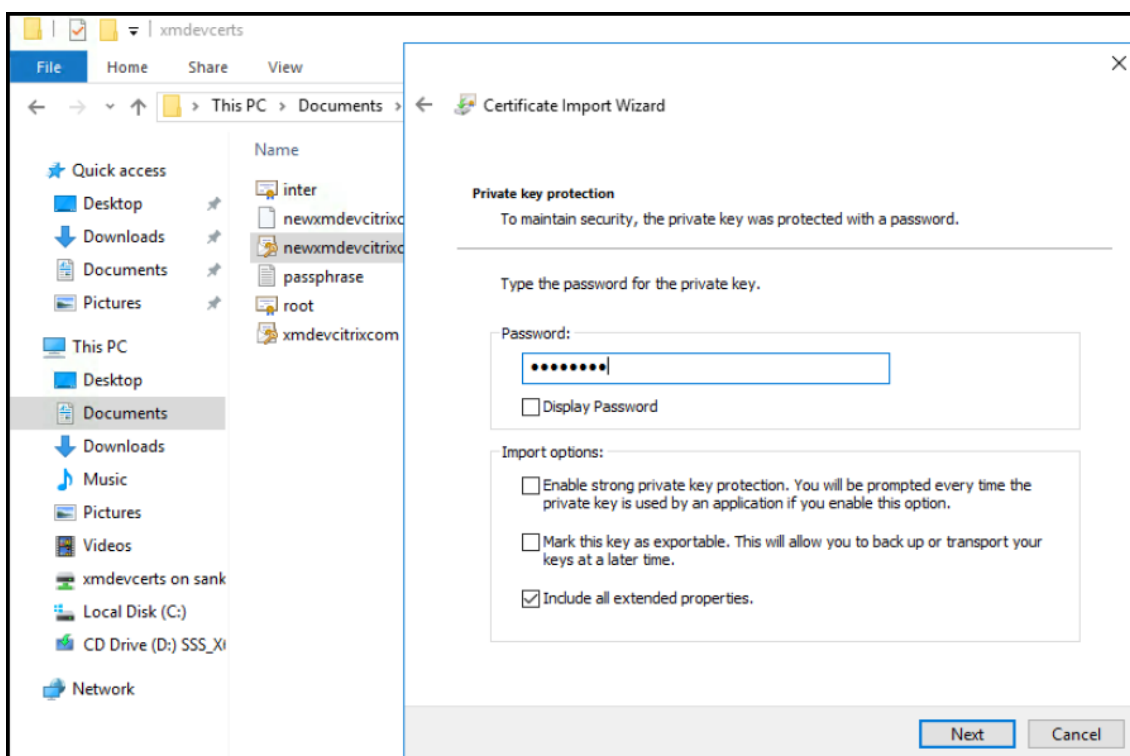 xmdevcerts
File Home Share View
This PC Documents
Quick access
Desktop
Downloads
Documents
Pictures
This PC
Desktop
Documents
Downloads
Music
Pictures
Videos
xmdevcerts on sank
Local Disk (C:)
CD Drive (D:) SSS_X
Network
Name
inter
newxmdevcitrixc
newxmdevcitrixc
passphrase
root
xmdevcitrixcom
Certificate Import Wizard
Private key protection
To maintain security, the private key was protected with a password.
Type the password for the private key.
Password:
••••••••
Display Password
Import options:
Enable strong private key protection. You will be prompted every time the
private key is used by an application if you enable this option.
Mark this key as exportable. This will allow you to back up or transport your
keys at a later time.
Include all extended properties.
Next Cancel